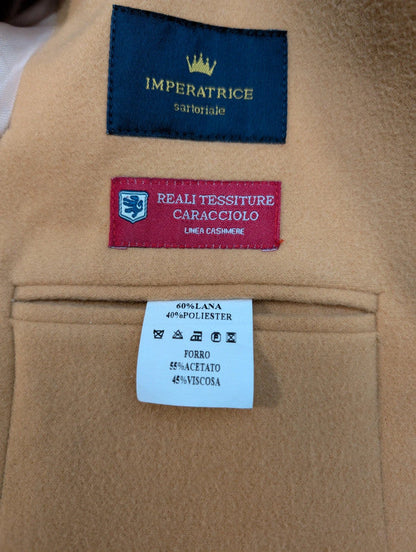 IMPERATRICE
sartoriale
REALI TESSITURE
CARACCIOLO
LINEA CASHMERE
60%LANA
40%POLIESTER
FORRO
55%ACETATO
45%VISCOSA